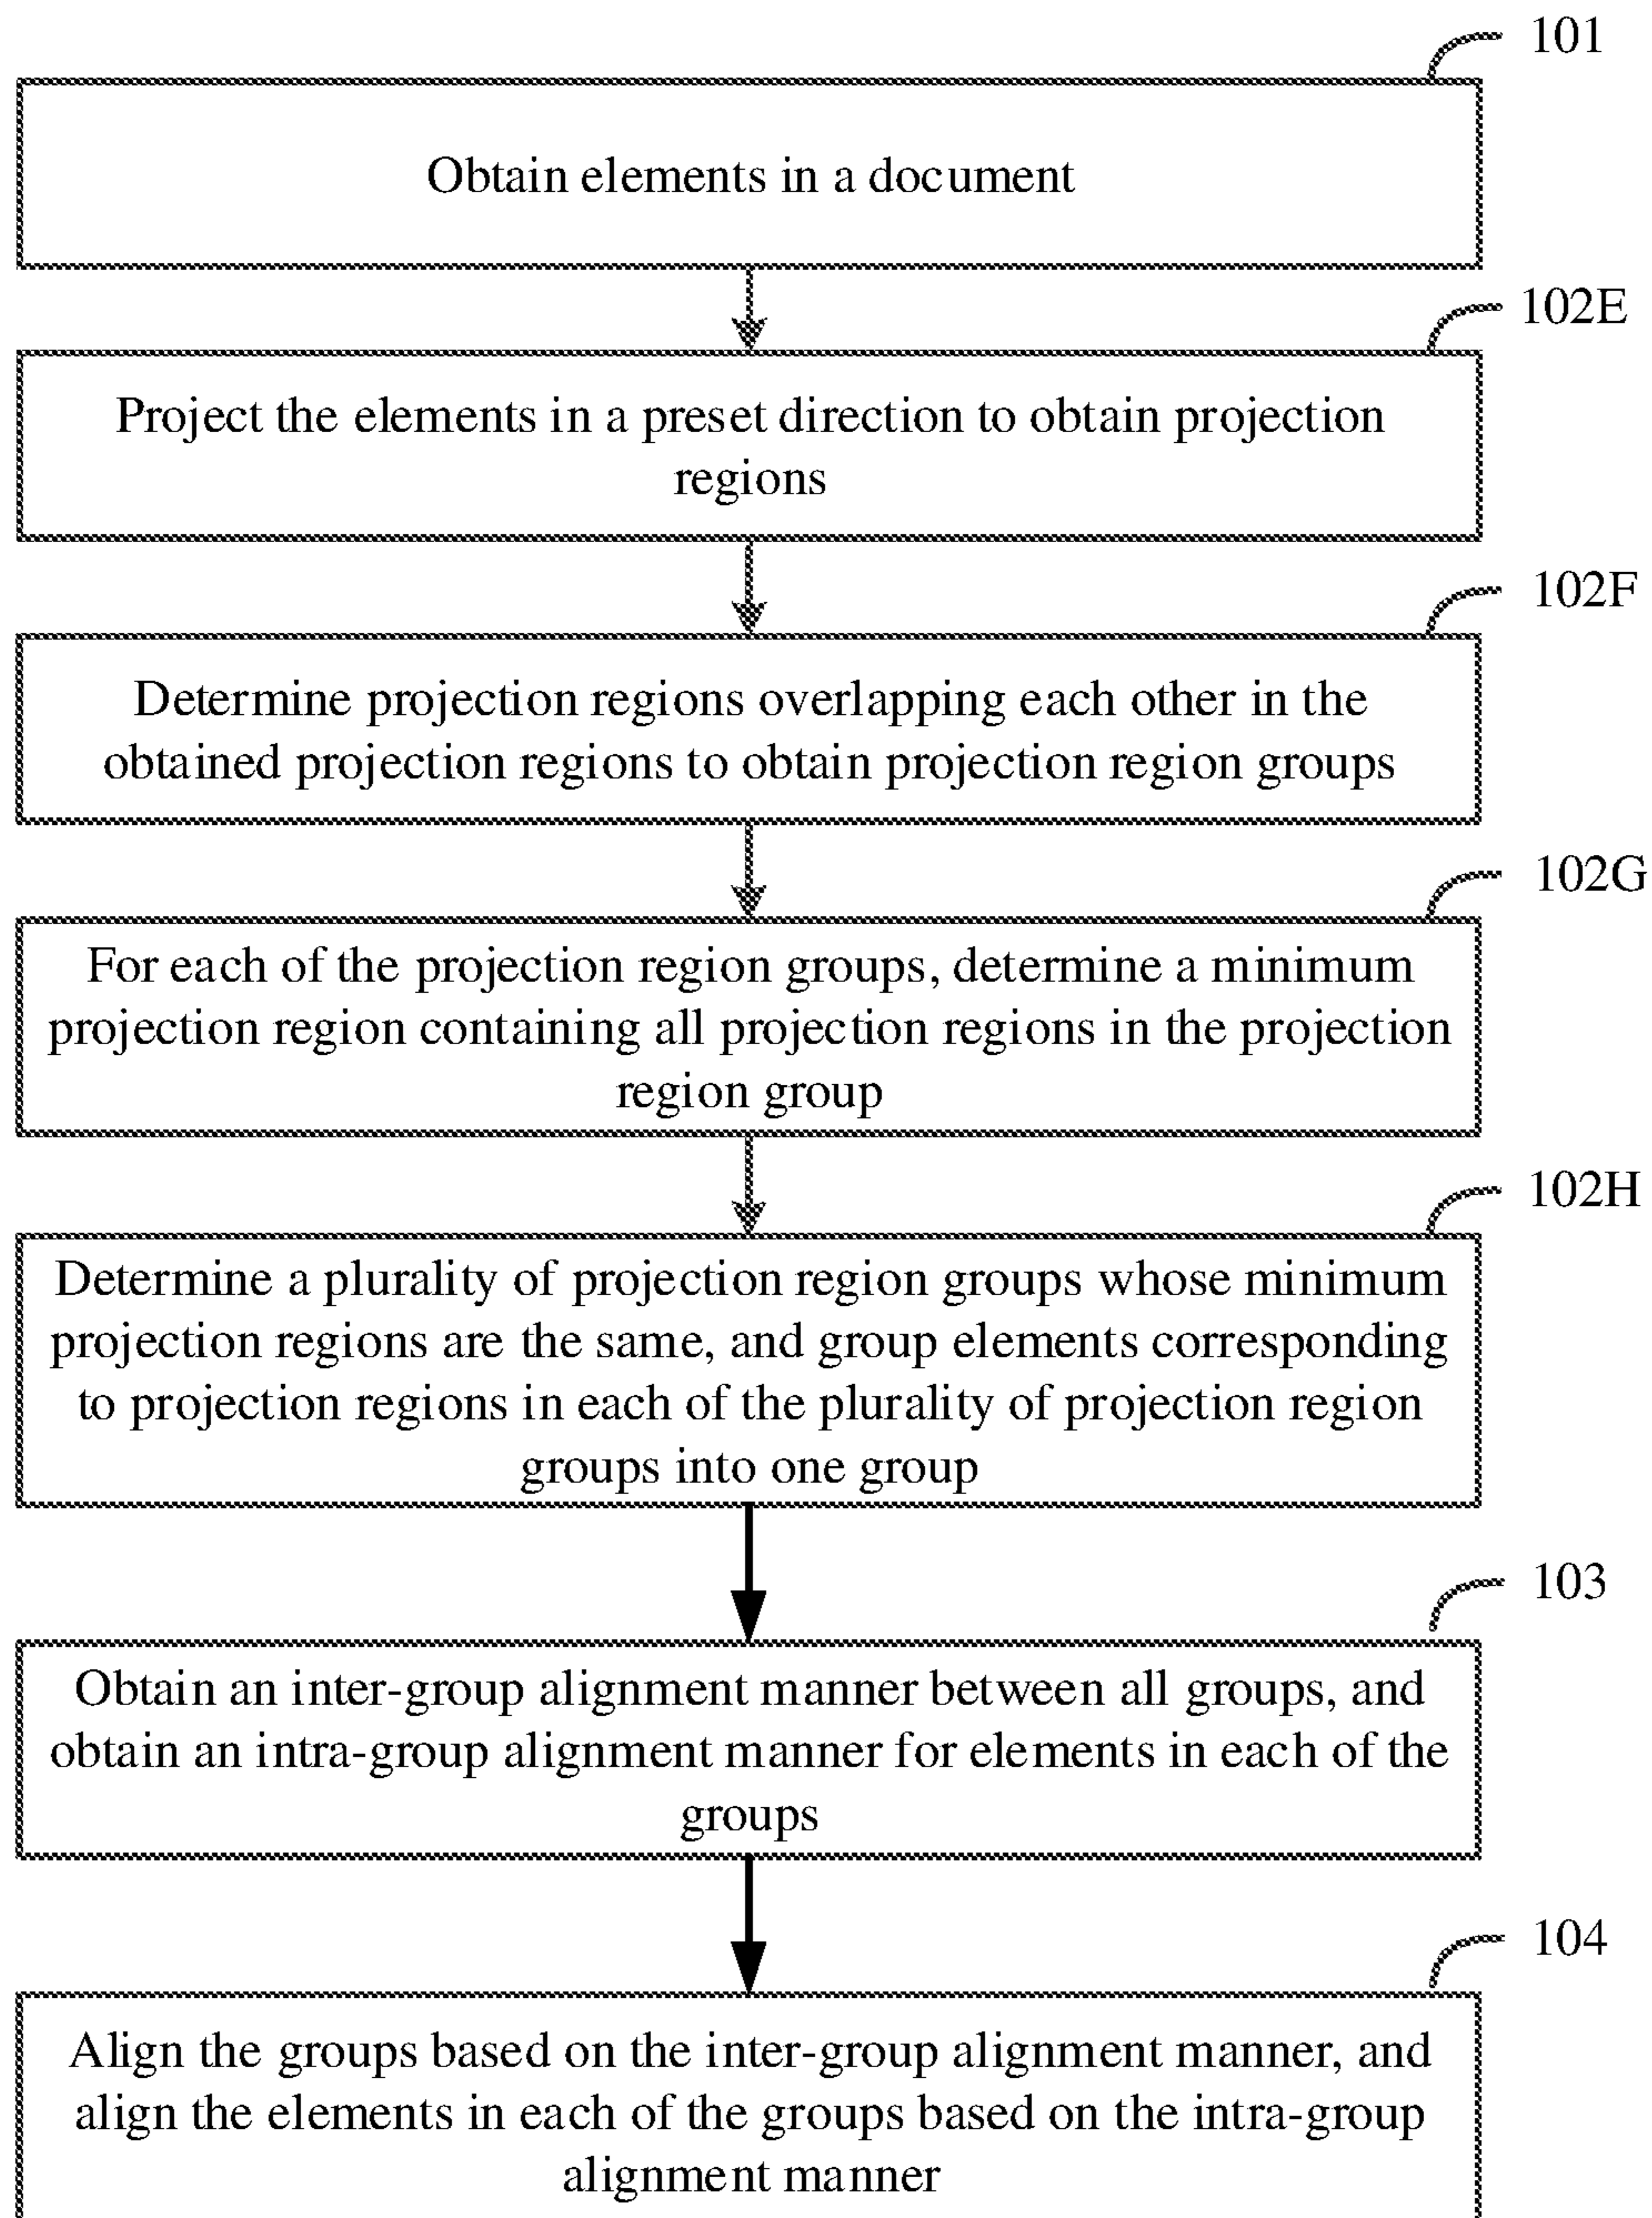 101
Obtain elements in a document
102E
Project the elements in a preset direction to obtain projection
regions
102F
Determine projection regions overlapping each other in the
obtained projection regions to obtain projection region groups
102G
For each of the projection region groups, determine a minimum
projection region containing all projection regions in the projection
region group
102H
Determine a plurality of projection region groups whose minimum
projection regions are the same, and group elements corresponding
to projection regions in each of the plurality of projection region
groups into one group
103
Obtain an inter-group alignment manner between all groups, and
obtain an intra-group alignment manner for elements in each of the
groups
104
Align the groups based on the inter-group alignment manner, and
align the elements in each of the groups based on the intra-group
alignment manner